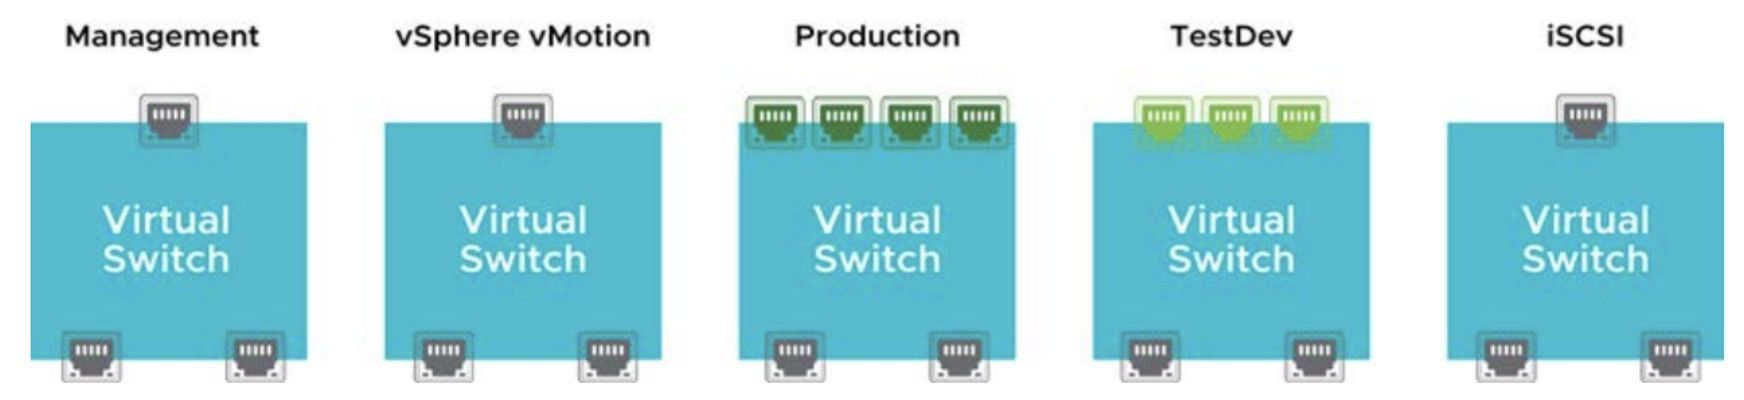 Management
vSphere vMotion
Production
TestDev
iSCSI
Virtual
Switch
Virtual
Switch
Virtual
Switch
Virtual
Switch
Virtual
Switch